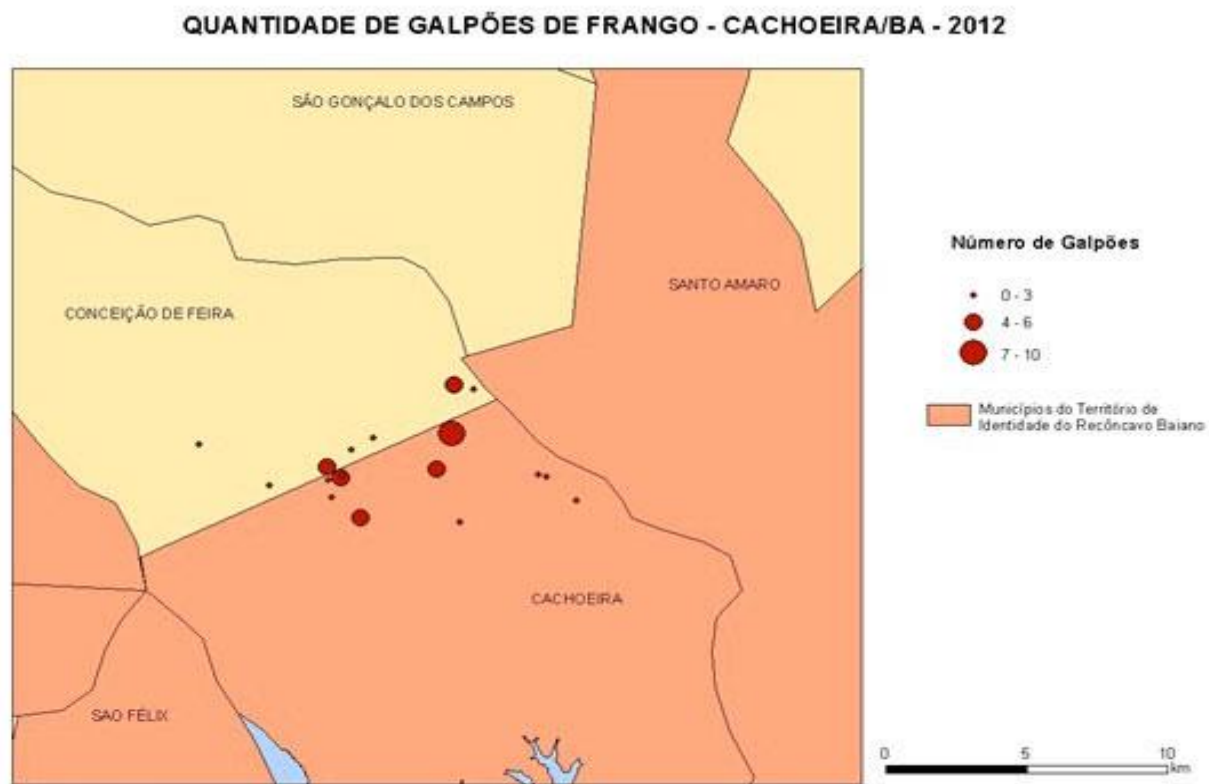 QUANTIDADE DE GALPÕES DE FRANGO - CACHOEIRA/BA - 2012
SÃO GONÇALO DOS CAMPOS
CONCEIÇÃO DE FEIRA
SANTO AMARO
CACHOEIRA
SAO FÉLIX
Número de Galpões
0 - 3
4 - 6
7 - 10
Municípios do Território de
Identidade do Recôncavo Baiano
0 5 10
km